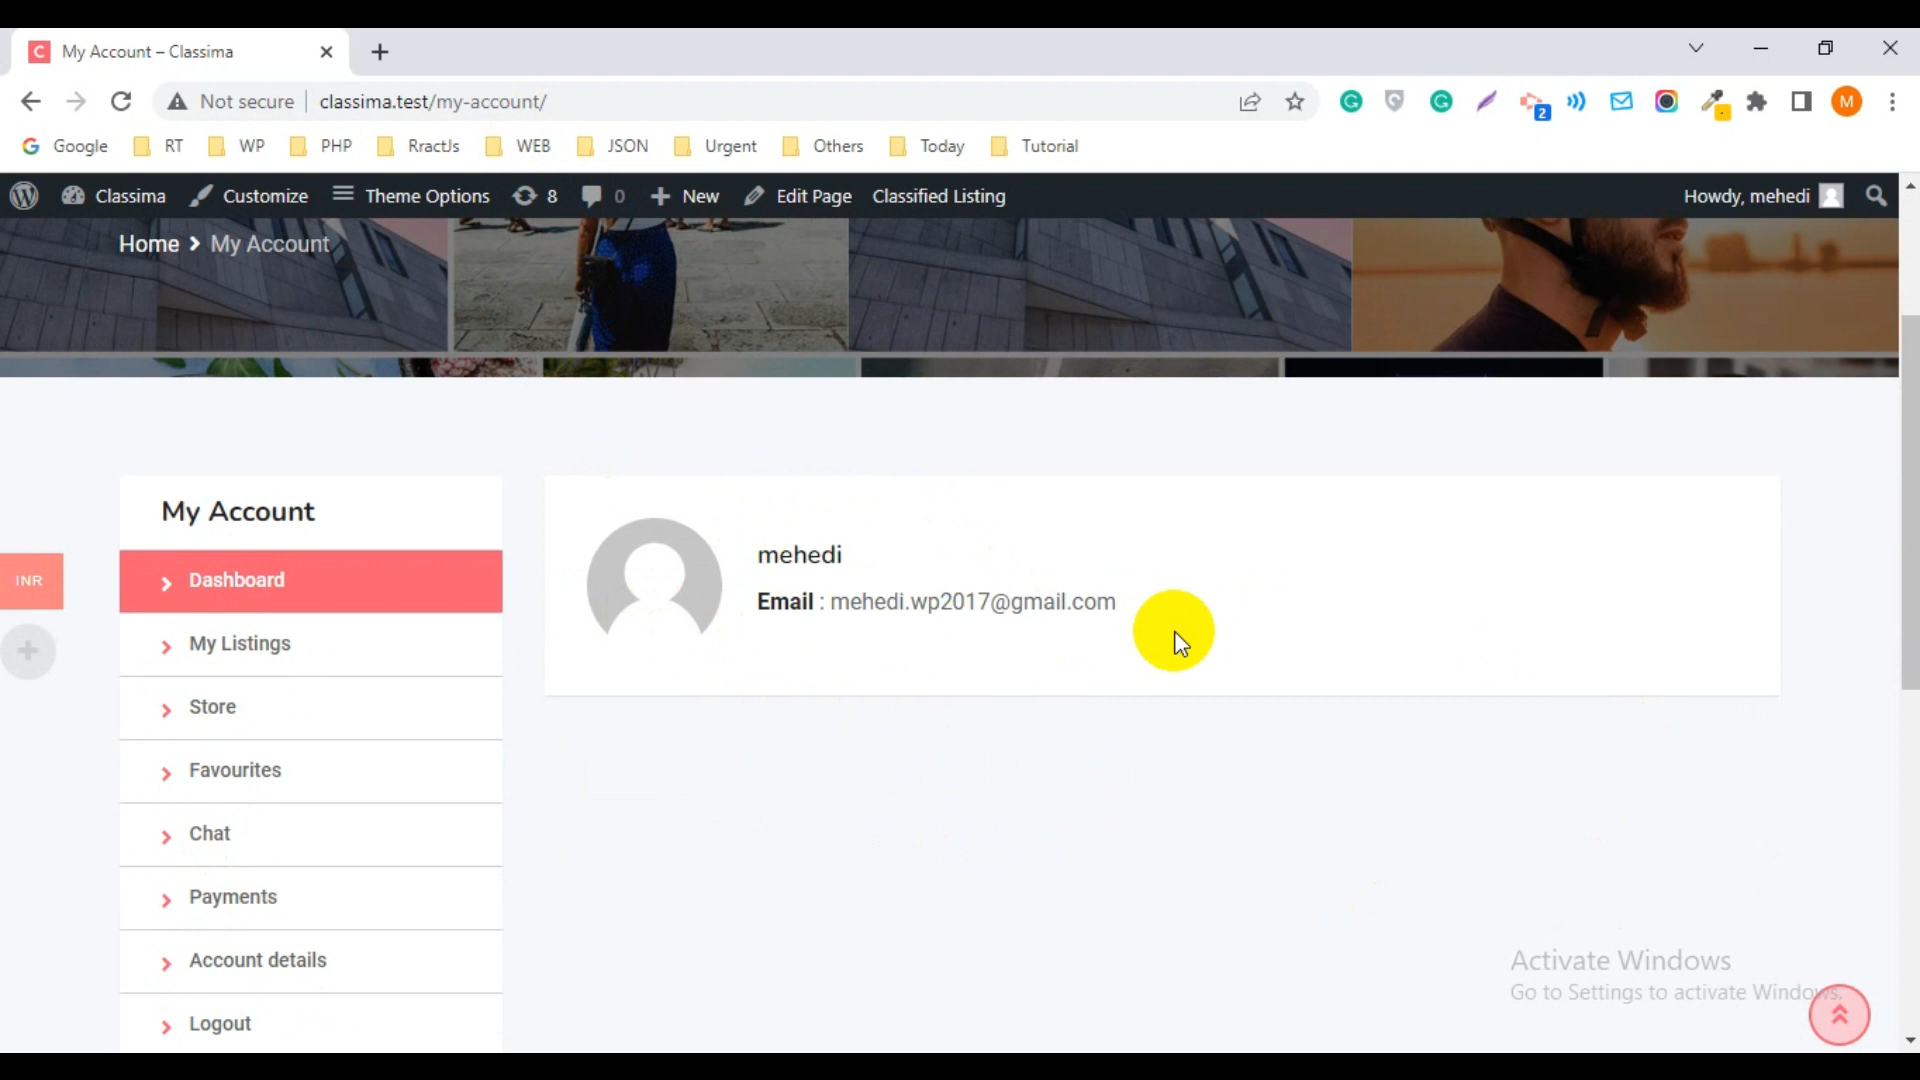 My Account – Classima
Not secure classima.test/my-account/
2
M
Google RT WP PHP RractJs WEB JSON Urgent Others Today Tutorial
Classima Customize Theme Options 8 0 New Edit Page Classified Listing Howdy, mehedi
Home My Account
My Account
mehedi
Email : mehedi.wp2017@gmail.com
INR
Dashboard
My Listings
Store
Favourites
Chat
Payments
Account details
Logout
Activate Windows
Go to Settings to activate Windows.